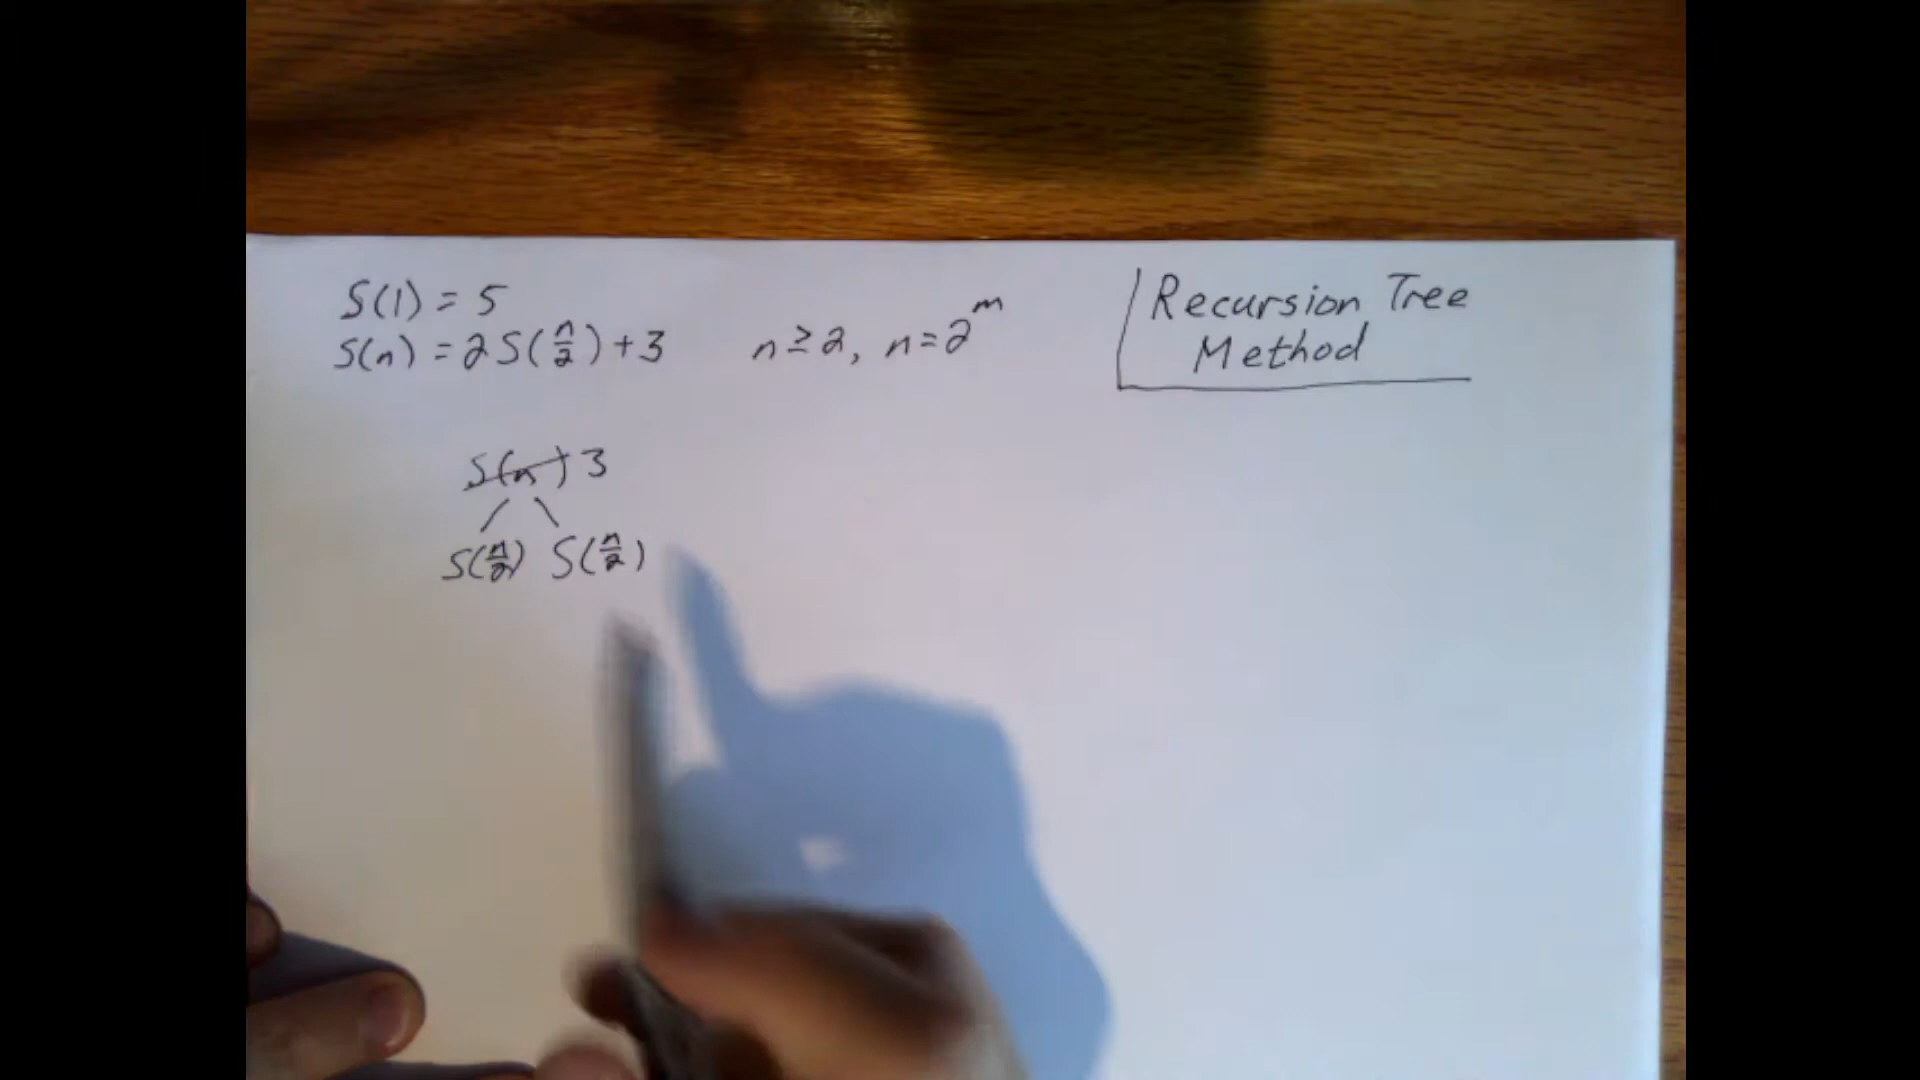 S(1) = 5
S(n) = 2S(n/2)+3 n≥2, n=2^m
Recursion Tree
Method
S(n) 3
S(n/2) S(n/2)